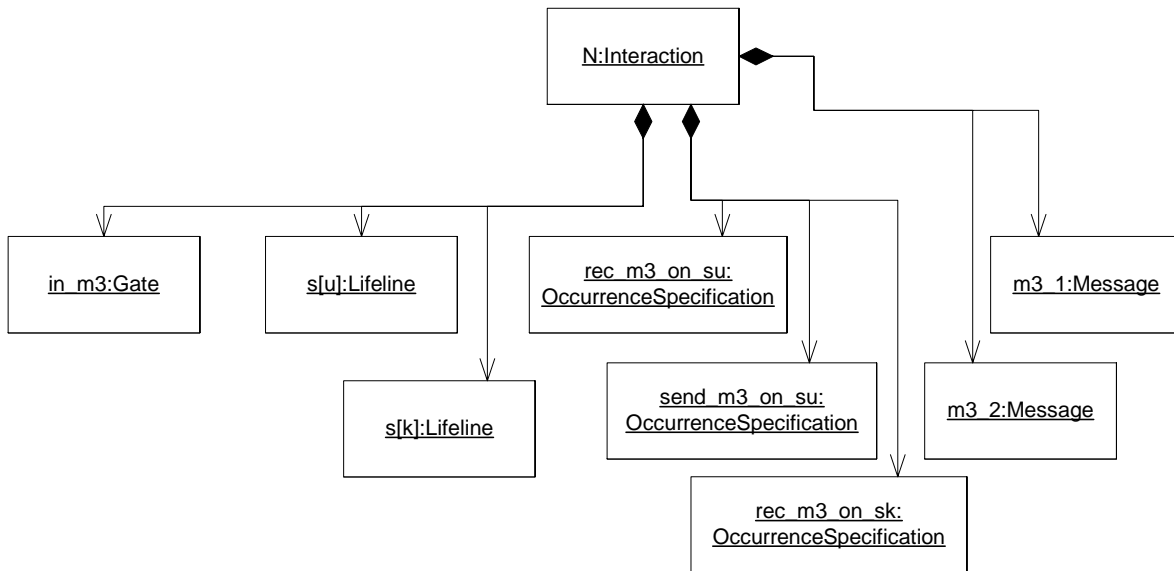 N:Interaction
in_m3:Gate
s[u]:Lifeline
rec_m3_on_su:
OccurrenceSpecification
m3_1:Message
s[k]:Lifeline
send_m3_on_su:
OccurrenceSpecification
m3_2:Message
rec_m3_on_sk:
OccurrenceSpecification